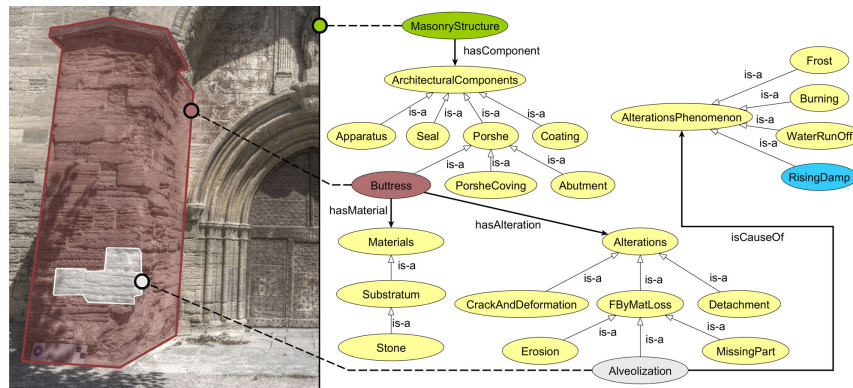 MasonryStructure
hasComponent
ArchitecturalComponents
is-a
is-a
is-a
is-a
Apparatus
Seal
Porshe
Coating
is-a
is-a
is-a
Buttress
PorsheCoving
Abutment
Frost
is-a
is-a
Burning
AlterationsPhenomenon
is-a
WaterRunOff
is-a
RisingDamp
hasMaterial
hasAlteration
isCauseOf
Materials
Alterations
is-a
is-a
is-a
is-a
Substratum
CrackAndDeformation
FByMatLoss
Detachment
is-a
is-a
is-a
is-a
Stone
Erosion
MissingPart
Alveolization